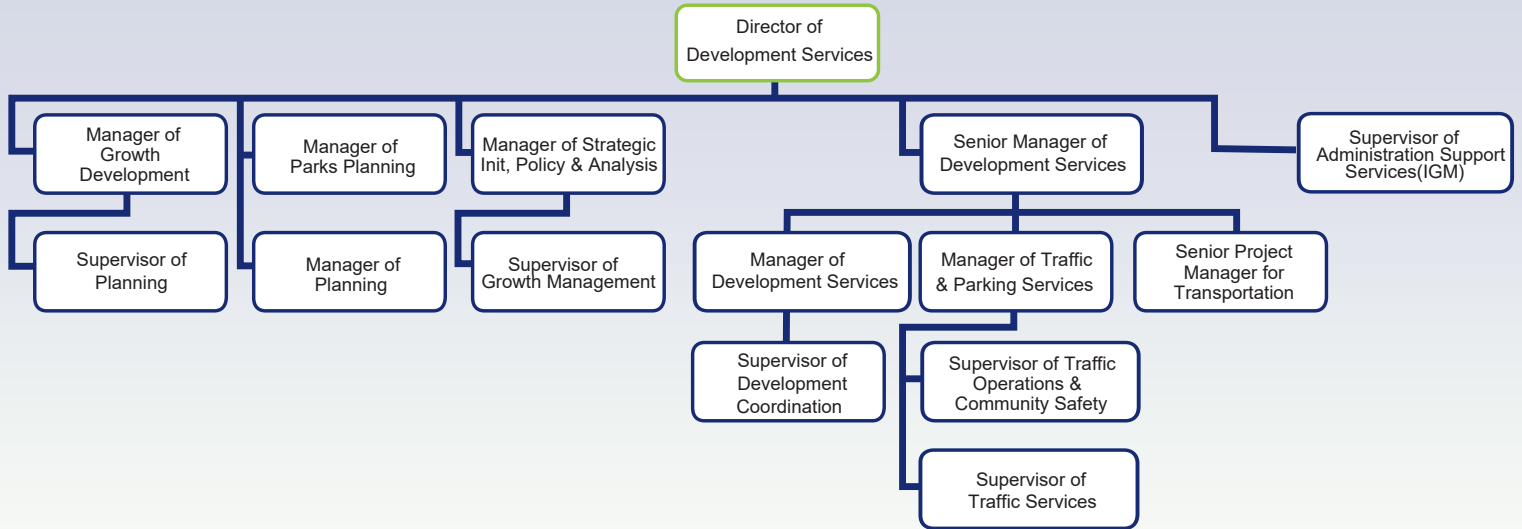 Director of
Development Services
Manager of
Growth
Development
Manager of
Parks Planning
Manager of Strategic
Init, Policy & Analysis
Senior Manager of
Development Services
Supervisor of
Administration Support
Services(IGM)
Supervisor of
Planning
Manager of
Planning
Supervisor of
Growth Management
Manager of
Development Services
Manager of Traffic
& Parking Services
Senior Project
Manager for
Transportation
Supervisor of
Development
Coordination
Supervisor of Traffic
Operations &
Community Safety
Supervisor of
Traffic Services